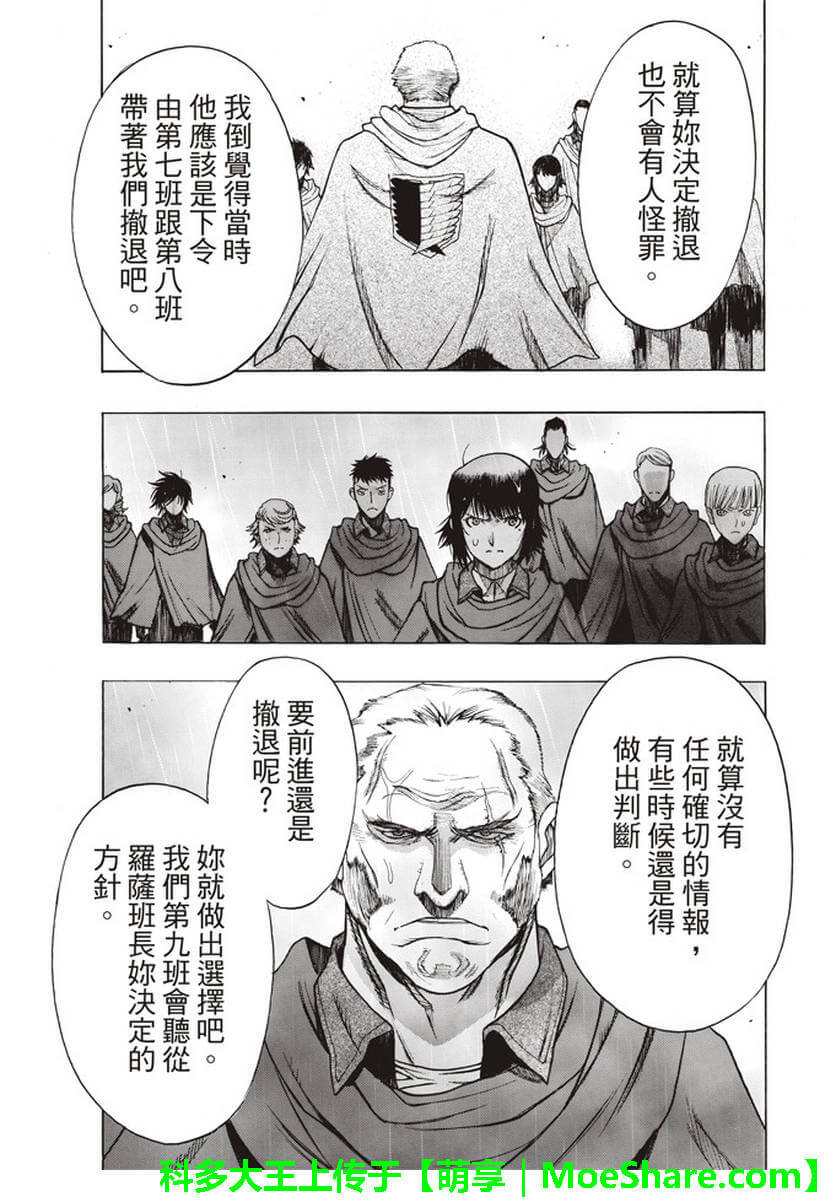 就算妳決定撤退
也不會有人怪罪。
我倒覺得當時
他應該是下令
由第七班跟第八班
帶著我們撤退吧。
就算沒有
任何確切的情報，
有些時候還是得
做出判斷。
要前進還是
撤退呢？
妳就做出選擇吧。
我們第九班會聽從
羅薩班長妳決定的
方針。
科多大王上传于【萌享｜MoeShare.com】